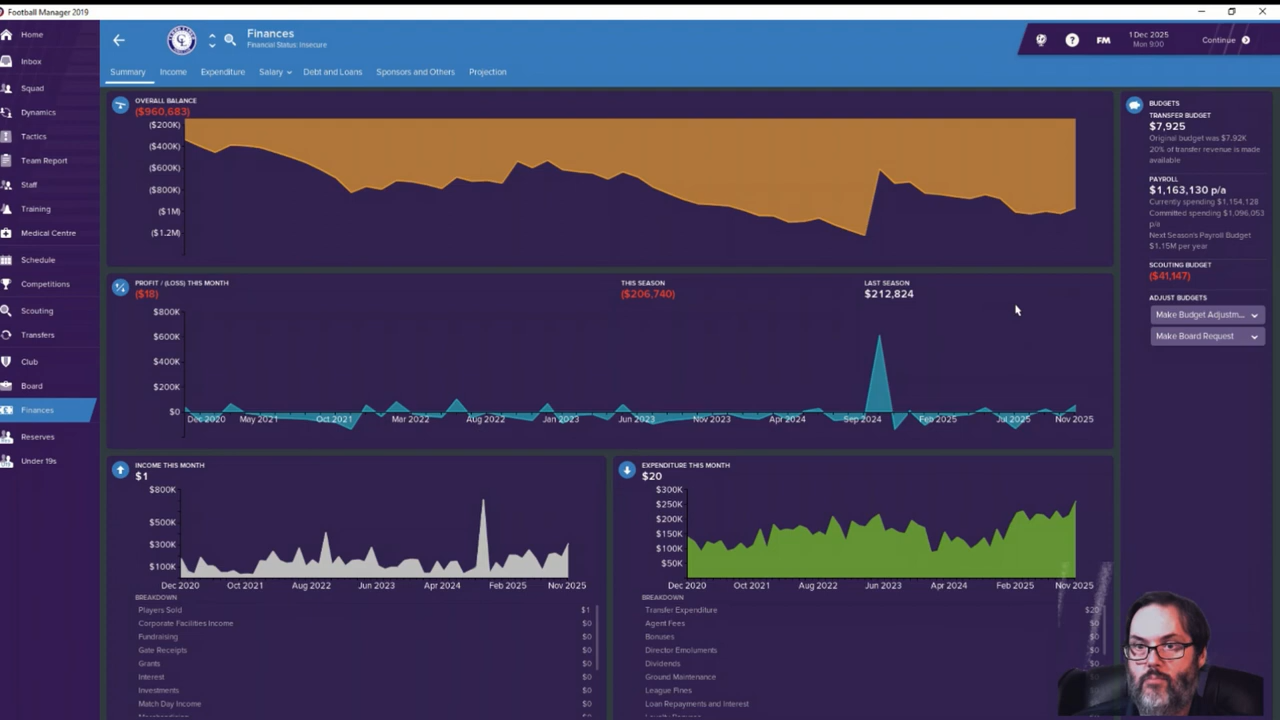 Football Manager 2019
Home
Inbox
Squad
Dynamics
Tactics
Team Report
Staff
Training
Medical Centre
Schedule
Competitions
Scouting
Transfers
Club
Board
Finances
Reserves
Under 19s
Finances
Financial Status: Insecure
FM
1 Dec 2025
Mon 9:00
Continue
Summary Income Expenditure Salary Debt and Loans Sponsors and Others Projection
OVERALL BALANCE
($960,683)
($200K)
($400K)
($600K)
($800K)
($1M)
($1.2M)
PROFIT / (LOSS) THIS MONTH
($18)
THIS SEASON
($206,740)
LAST SEASON
$212,824
$800K
$600K
$400K
$200K
$0
Dec 2020 May 2021 Oct 2021 Mar 2022 Aug 2022 Jan 2023 Jun 2023 Nov 2023 Apr 2024 Sep 2024 Feb 2025 Jul 2025 Nov 2025
INCOME THIS MONTH
$1
$800K
$500K
$300K
$100K
Dec 2020 Oct 2021 Aug 2022 Jun 2023 Apr 2024 Feb 2025 Nov 2025
BREAKDOWN
Players Sold $1
Corporate Facilities Income $0
Fundraising $0
Gate Receipts $0
Grants $0
Interest $0
Investments $0
Match Day Income $0
EXPENDITURE THIS MONTH
$20
$300K
$250K
$200K
$150K
$100K
$50K
Dec 2020 Oct 2021 Aug 2022 Jun 2023 Apr 2024 Feb 2025 Nov 2025
BREAKDOWN
Transfer Expenditure $20
Agent Fees $0
Bonuses $0
Director Emoluments $0
Dividends $0
Ground Maintenance $0
League Fines $0
Loan Repayments and Interest $0
BUDGETS
TRANSFER BUDGET
$7,925
Original budget was $7.92K
20% of transfer revenue is made
available
PAYROLL
$1,163,130 p/a
Currently spending $1,154,128
Committed spending $1,096,053
p/a
Next Season's Payroll Budget
$1.15M per year
SCOUTING BUDGET
($41,147)
ADJUST BUDGETS
Make Budget Adjustm...
Make Board Request